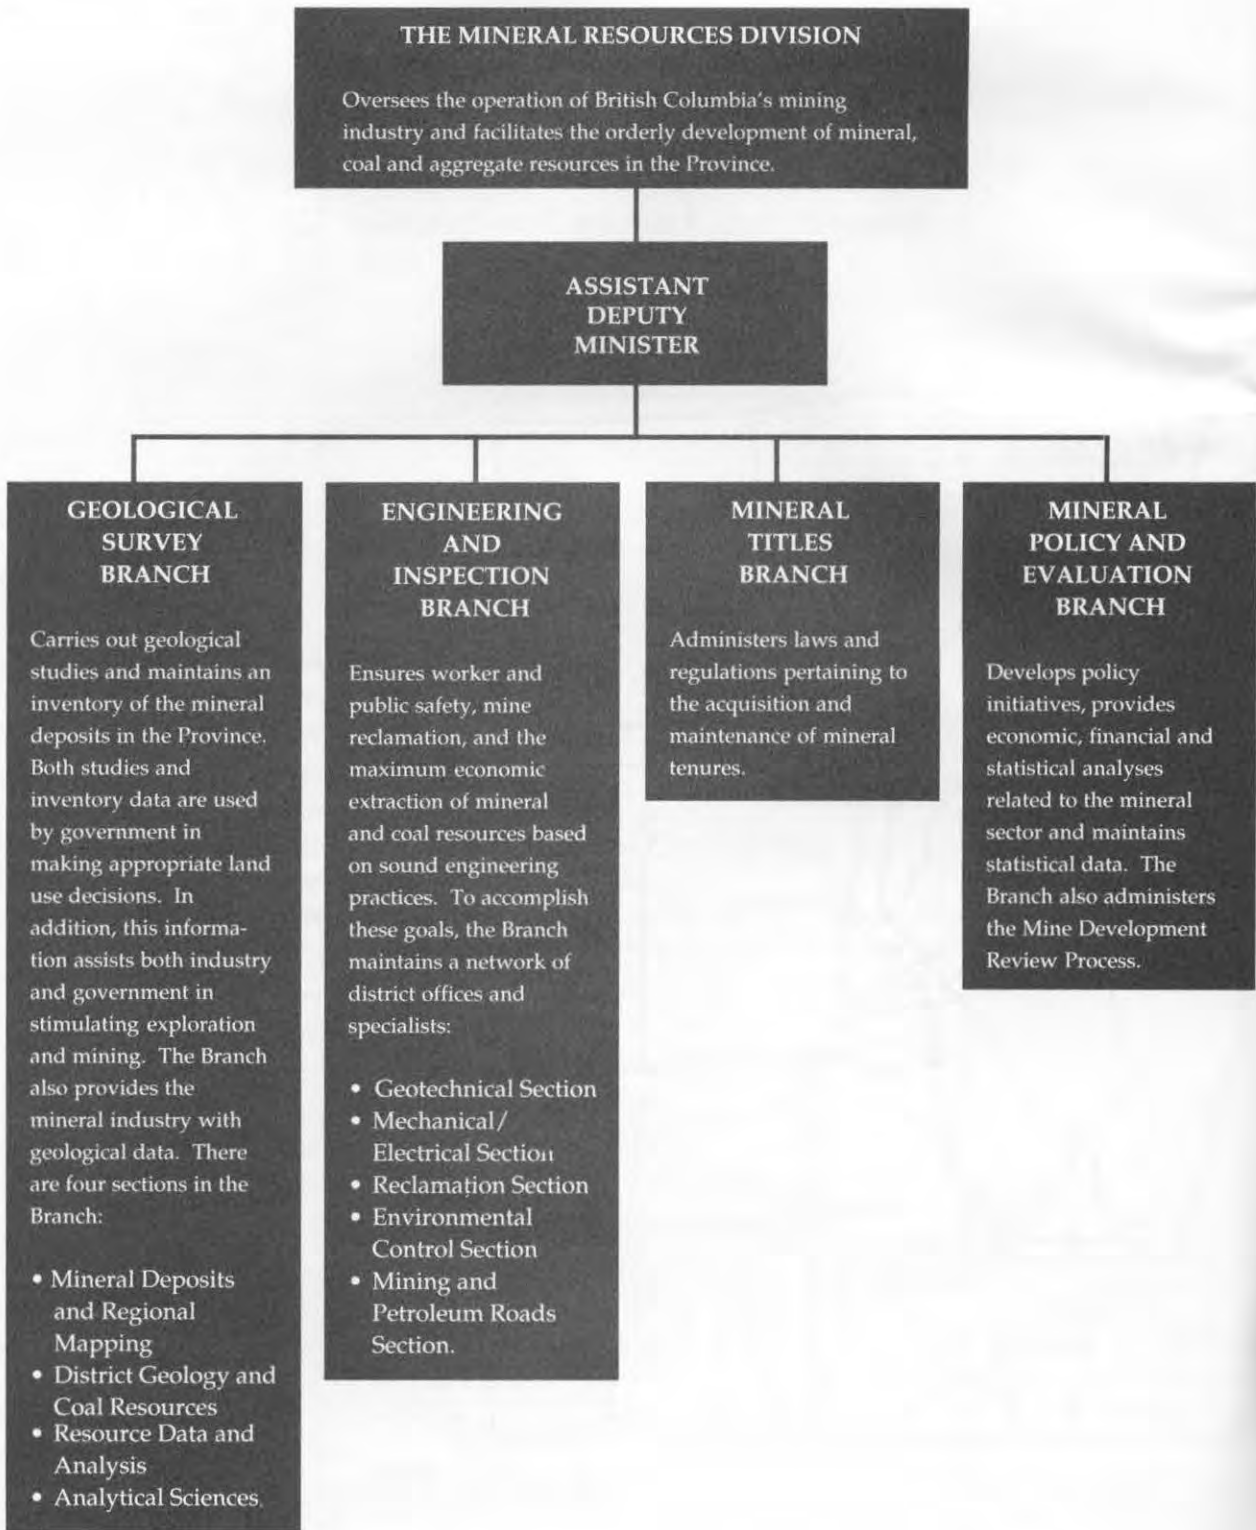 THE MINERAL RESOURCES DIVISION
Oversees the operation of British Columbia's mining
industry and facilitates the orderly development of mineral,
coal and aggregate resources in the Province.
ASSISTANT
DEPUTY
MINISTER
GEOLOGICAL
SURVEY
BRANCH
Carries out geological
studies and maintains an
inventory of the mineral
deposits in the Province.
Both studies and
inventory data are used
by government in
making appropriate land
use decisions. In
addition, this informa-
tion assists both industry
and government in
stimulating exploration
and mining. The Branch
also provides the
mineral industry with
geological data. There
are four sections in the
Branch:
• Mineral Deposits
and Regional
Mapping
• District Geology and
Coal Resources
• Resource Data and
Analysis
• Analytical Sciences.
ENGINEERING
AND
INSPECTION
BRANCH
Ensures worker and
public safety, mine
reclamation, and the
maximum economic
extraction of mineral
and coal resources based
on sound engineering
practices. To accomplish
these goals, the Branch
maintains a network of
district offices and
specialists:
• Geotechnical Section
• Mechanical/
Electrical Section
• Reclamation Section
• Environmental
Control Section
• Mining and
Petroleum Roads
Section.
MINERAL
TITLES
BRANCH
Administers laws and
regulations pertaining to
the acquisition and
maintenance of mineral
tenures.
MINERAL
POLICY AND
EVALUATION
BRANCH
Develops policy
initiatives, provides
economic, financial and
statistical analyses
related to the mineral
sector and maintains
statistical data. The
Branch also administers
the Mine Development
Review Process.